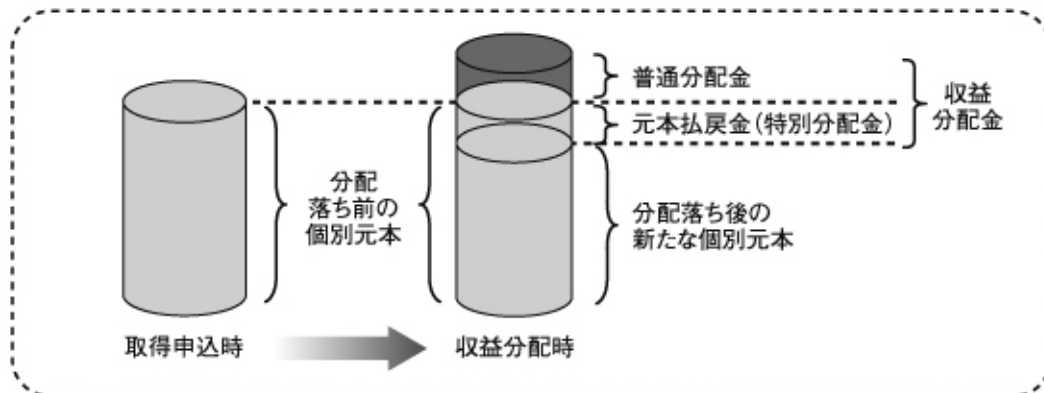 普通分配金
元本払戻金(特別分配金)
収益
分配金
分配
落ち前の
個別元本
分配落ち後の
新たな個別元本
取得申込時
収益分配時